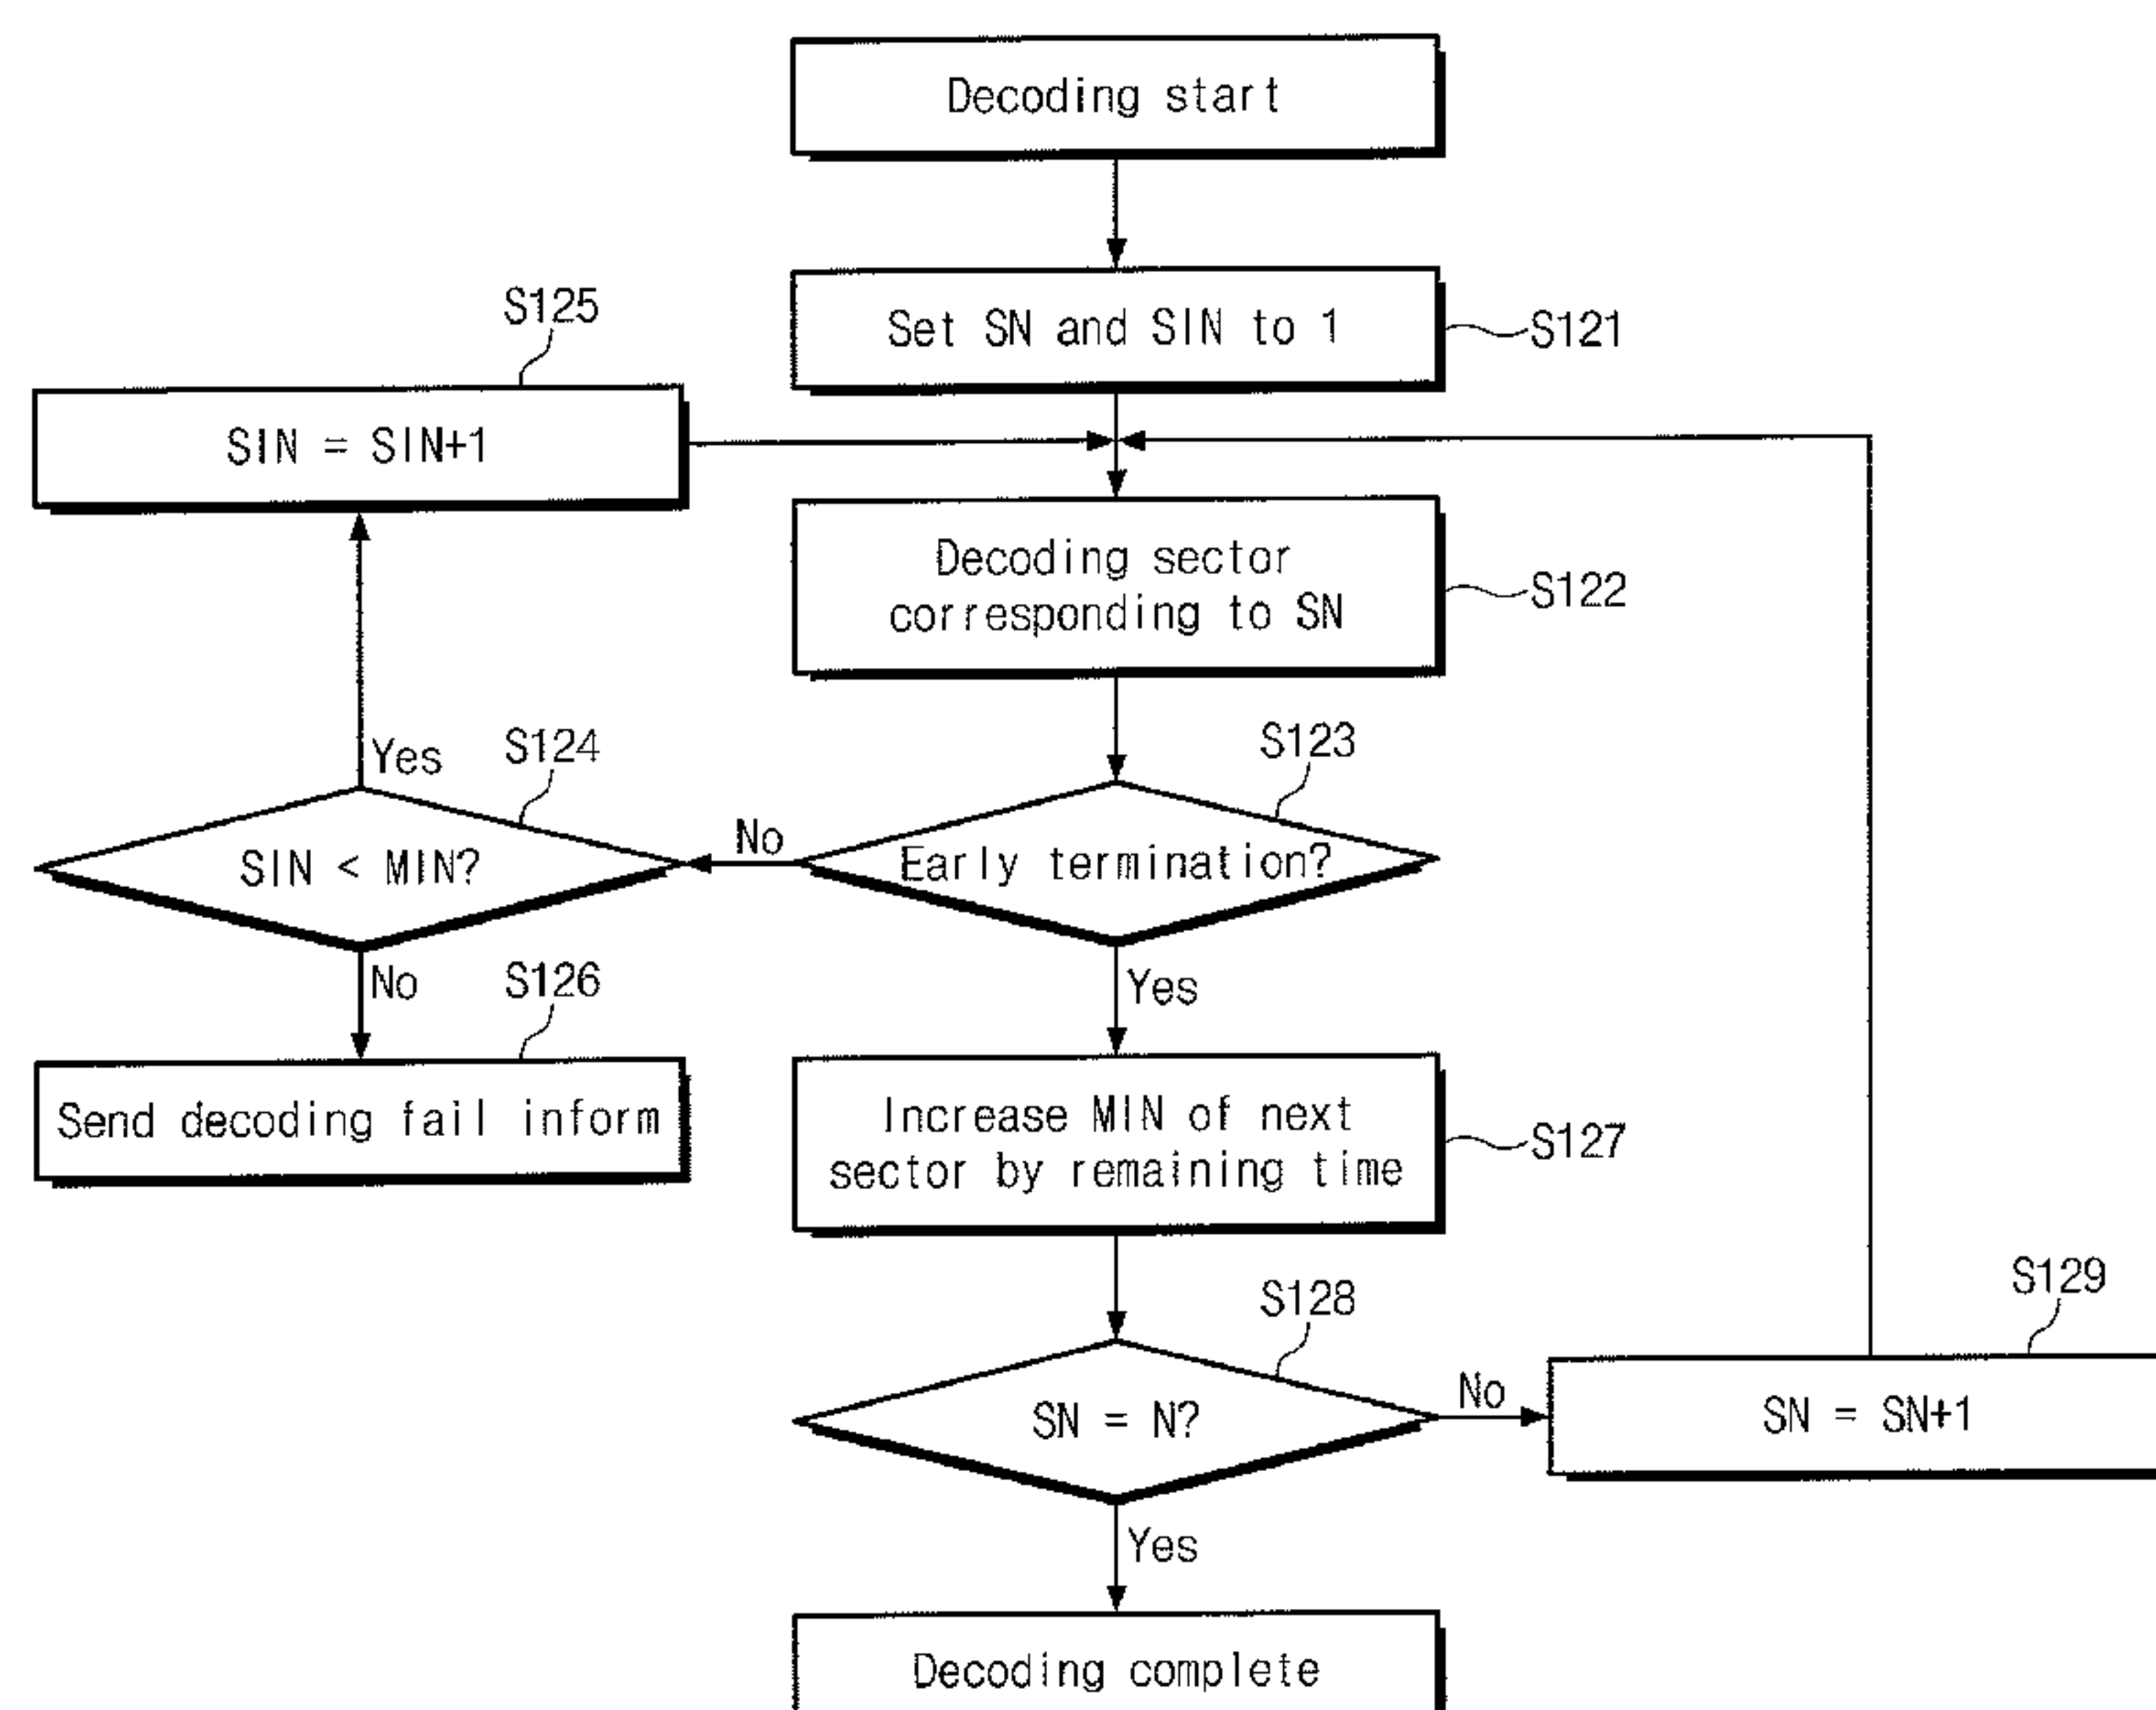 Decoding start
Set SN and SIN to 1
S121
S125
SIN = SIN+1
Decoding sector
corresponding to SN
S122
S123
Early termination?
No
Yes
S124
SIN < MIN?
Yes
No
S126
Send decoding fail inform
Increase MIN of next
sector by remaining time
S127
S128
SN = N?
No
Yes
S129
SN = SN+1
Decoding complete